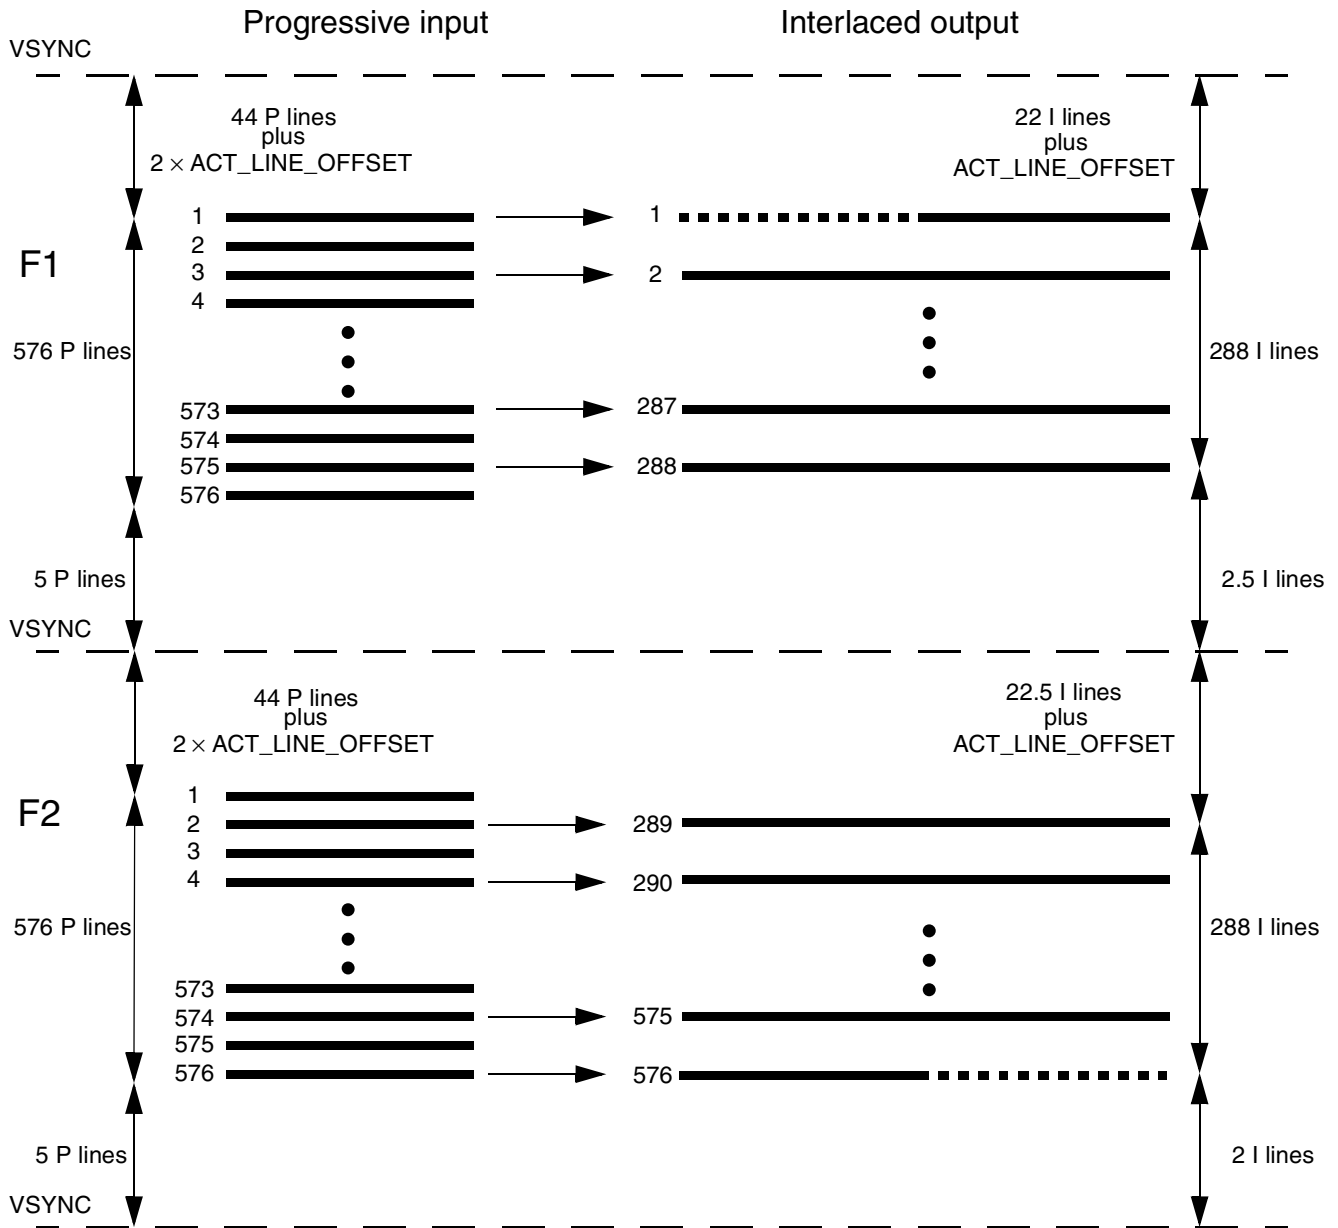 Progressive input
Interlaced output
VSYNC
44 P lines
plus
2 × ACT_LINE_OFFSET
22 I lines
plus
ACT_LINE_OFFSET
F1
1
2
3
4
1
2
576 P lines
288 I lines
573
574
575
576
287
288
5 P lines
2.5 I lines
VSYNC
44 P lines
plus
2 × ACT_LINE_OFFSET
22.5 I lines
plus
ACT_LINE_OFFSET
F2
1
2
3
4
289
290
576 P lines
288 I lines
573
574
575
576
575
576
5 P lines
2 I lines
VSYNC